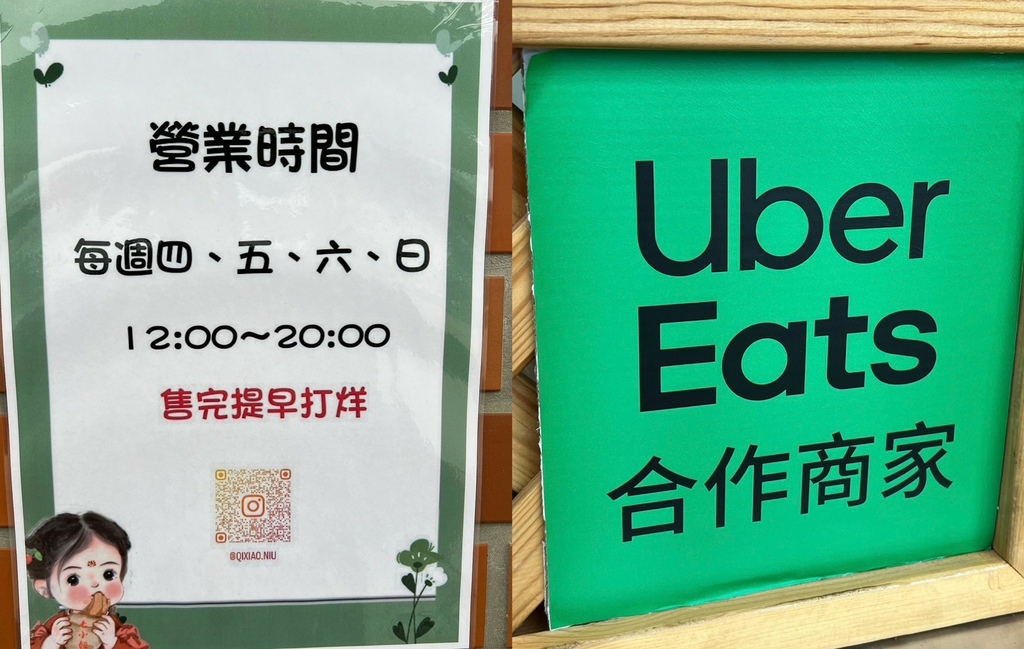 營業時間
每週四、五、六、日
12:00~20:00
售完提早打烊
@QIXIAO.NIU
Uber
Eats
合作商家